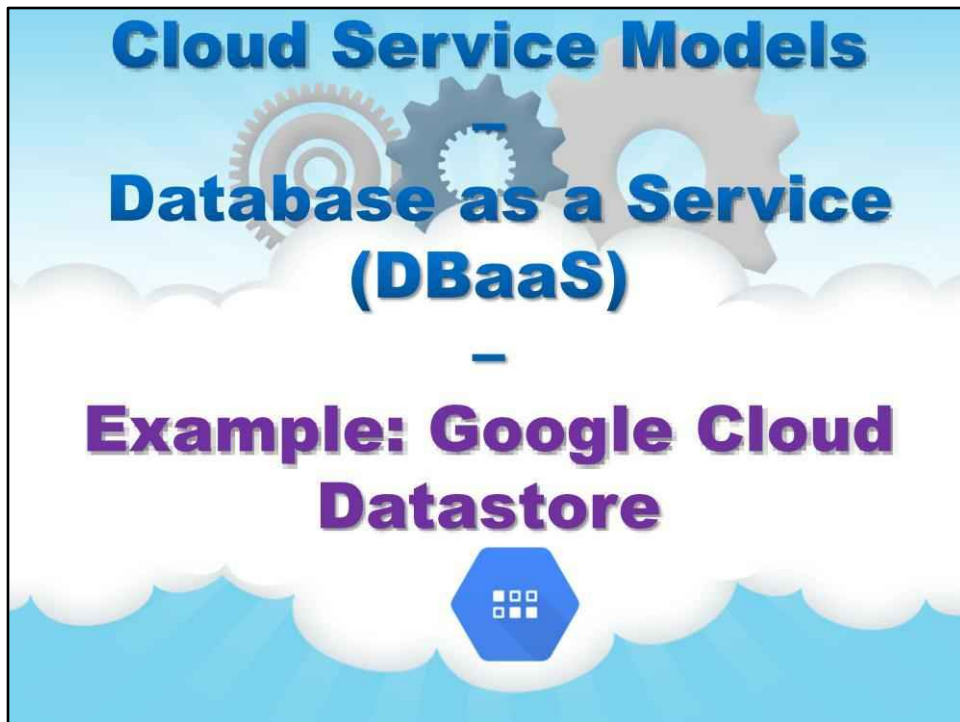 Cloud Service Models
–
Database as a Service
(DBaaS)
–
Example: Google Cloud
Datastore